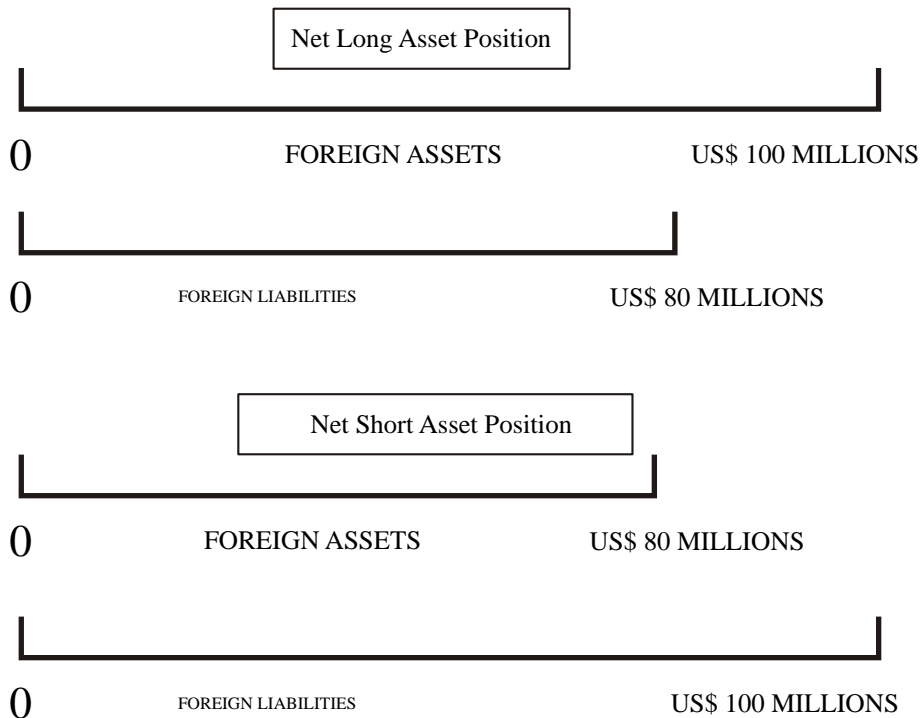 Net Long Asset Position
0 FOREIGN ASSETS US$ 100 MILLIONS
0 FOREIGN LIABILITIES US$ 80 MILLIONS
Net Short Asset Position
0 FOREIGN ASSETS US$ 80 MILLIONS
0 FOREIGN LIABILITIES US$ 100 MILLIONS